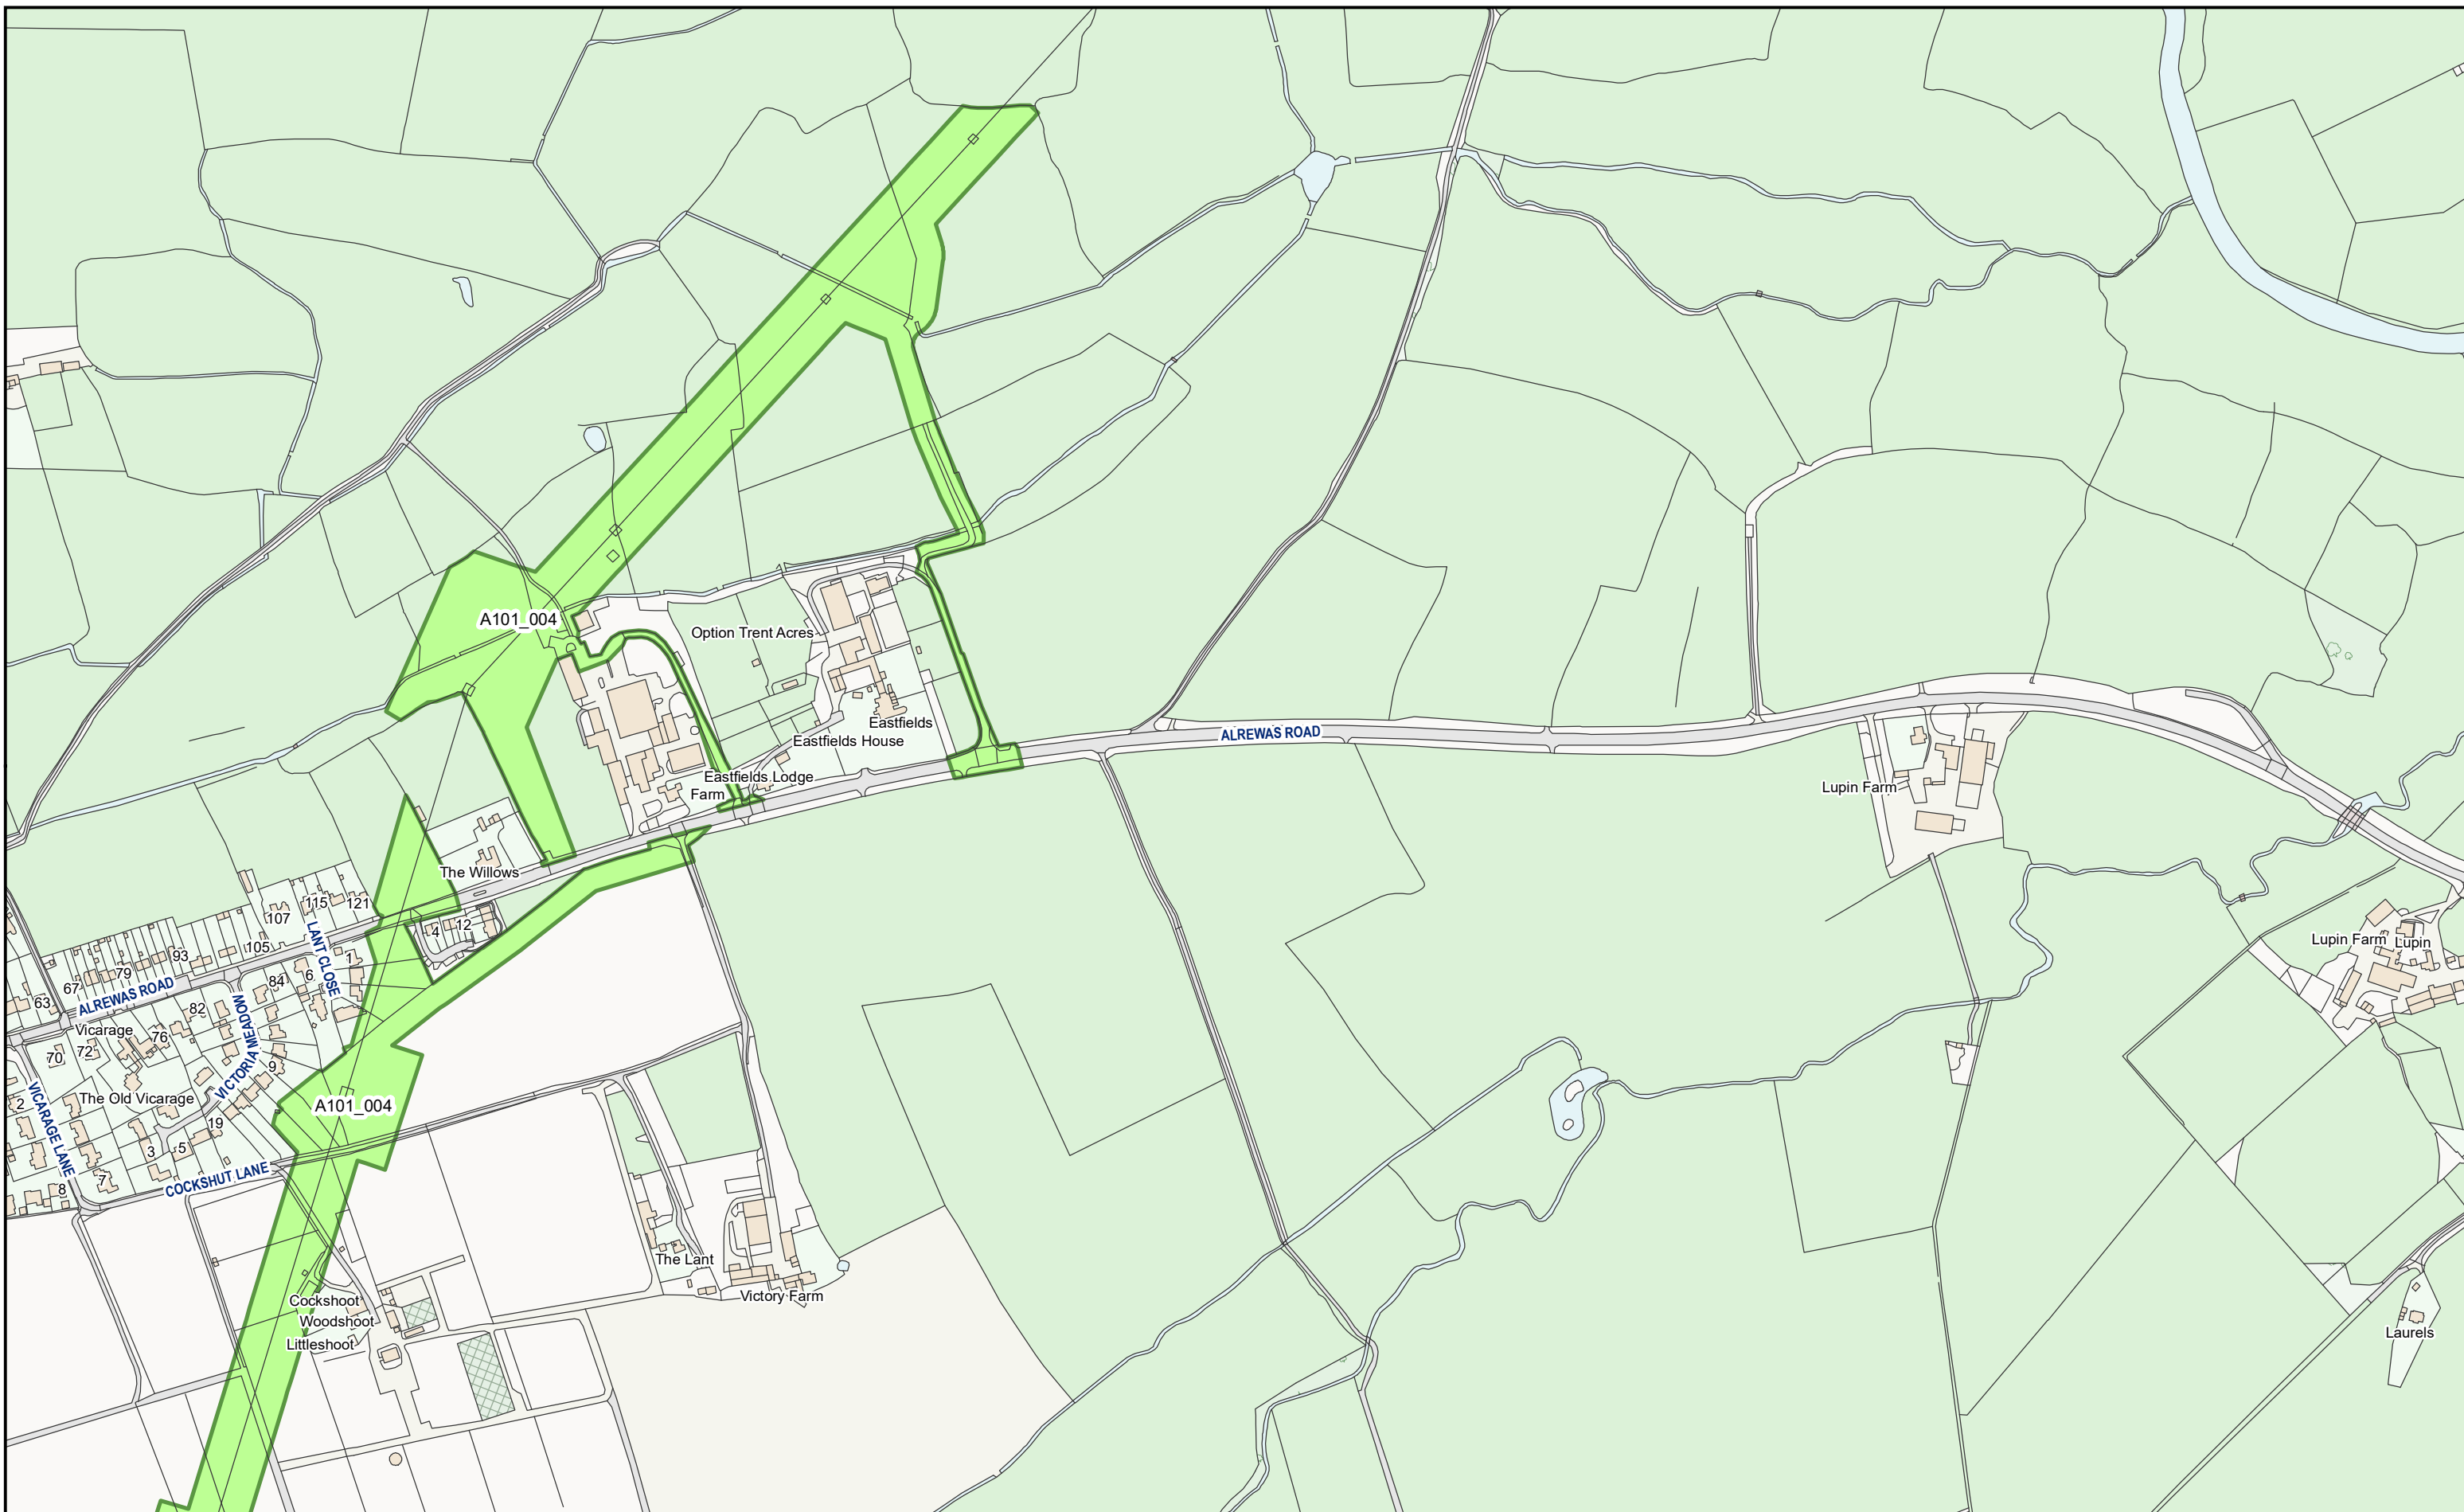 A101_004
Option Trent Acres
Eastfields
Eastfields House
ALREWAS ROAD
Eastfields Lodge
Farm
Lupin Farm
The Willows
107
115
121
LANT CLOSE
4
12
105
93
1
6
79
84
67
63
ALREWAS ROAD
82
Vicarage
76
72
70
VICTORIA MEADOW
9
The Old Vicarage
A101_004
2
VICARAGE LANE
19
3
5
7
8
COCKSHUT LANE
Lupin Farm
Lupin
The Lant
Victory Farm
Cockshoot
Woodshoot
Littleshoot
Laurels